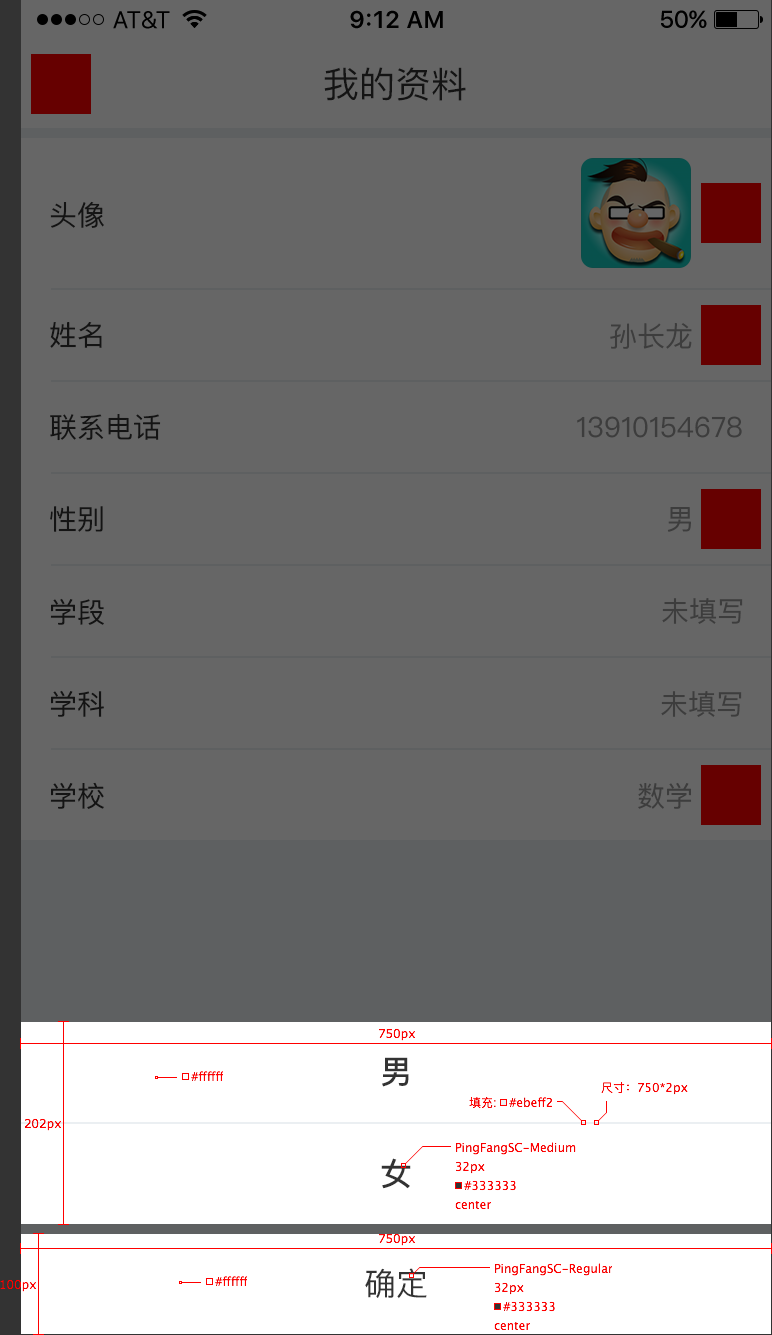 AT&T 9:12 AM 50%
我的资料
头像
姓名 孙长龙
联系电话 13910154678
性别 男
学段 未填写
学科 未填写
学校 数学
750px
男
#ffffff
尺寸：750*2px
填充:#ebeff2
202px
女
PingFangSC-Medium
32px
#333333
center
750px
确定
#ffffff
100px
PingFangSC-Regular
32px
#333333
center